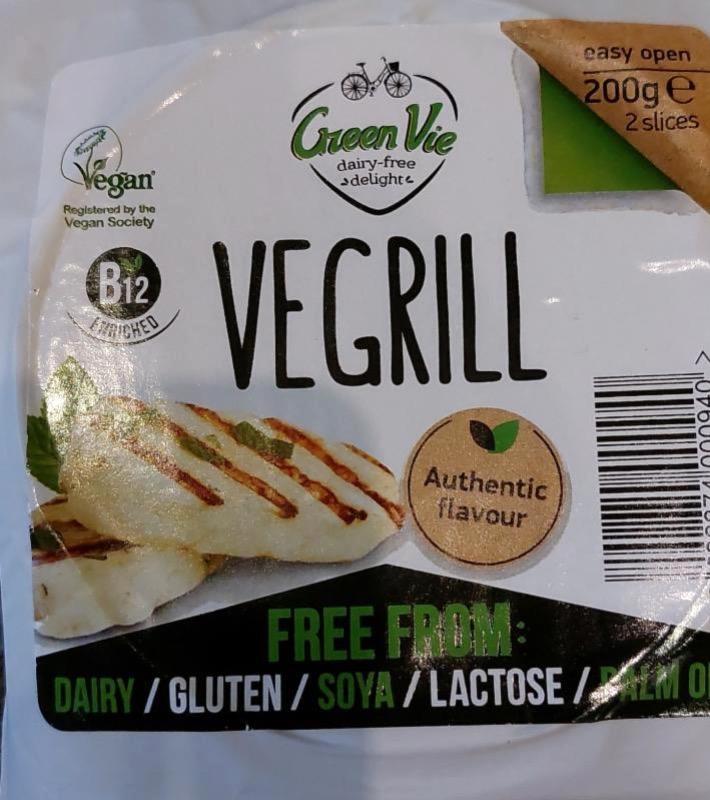 easy open
200g e
2 slices
Green Vie
dairy-free
delight
Vegan
Registered by the
Vegan Society
B12
ENRICHED
VEGRILL
Authentic
flavour
FREE FROM:
DAIRY / GLUTEN / SOYA / LACTOSE / PALM